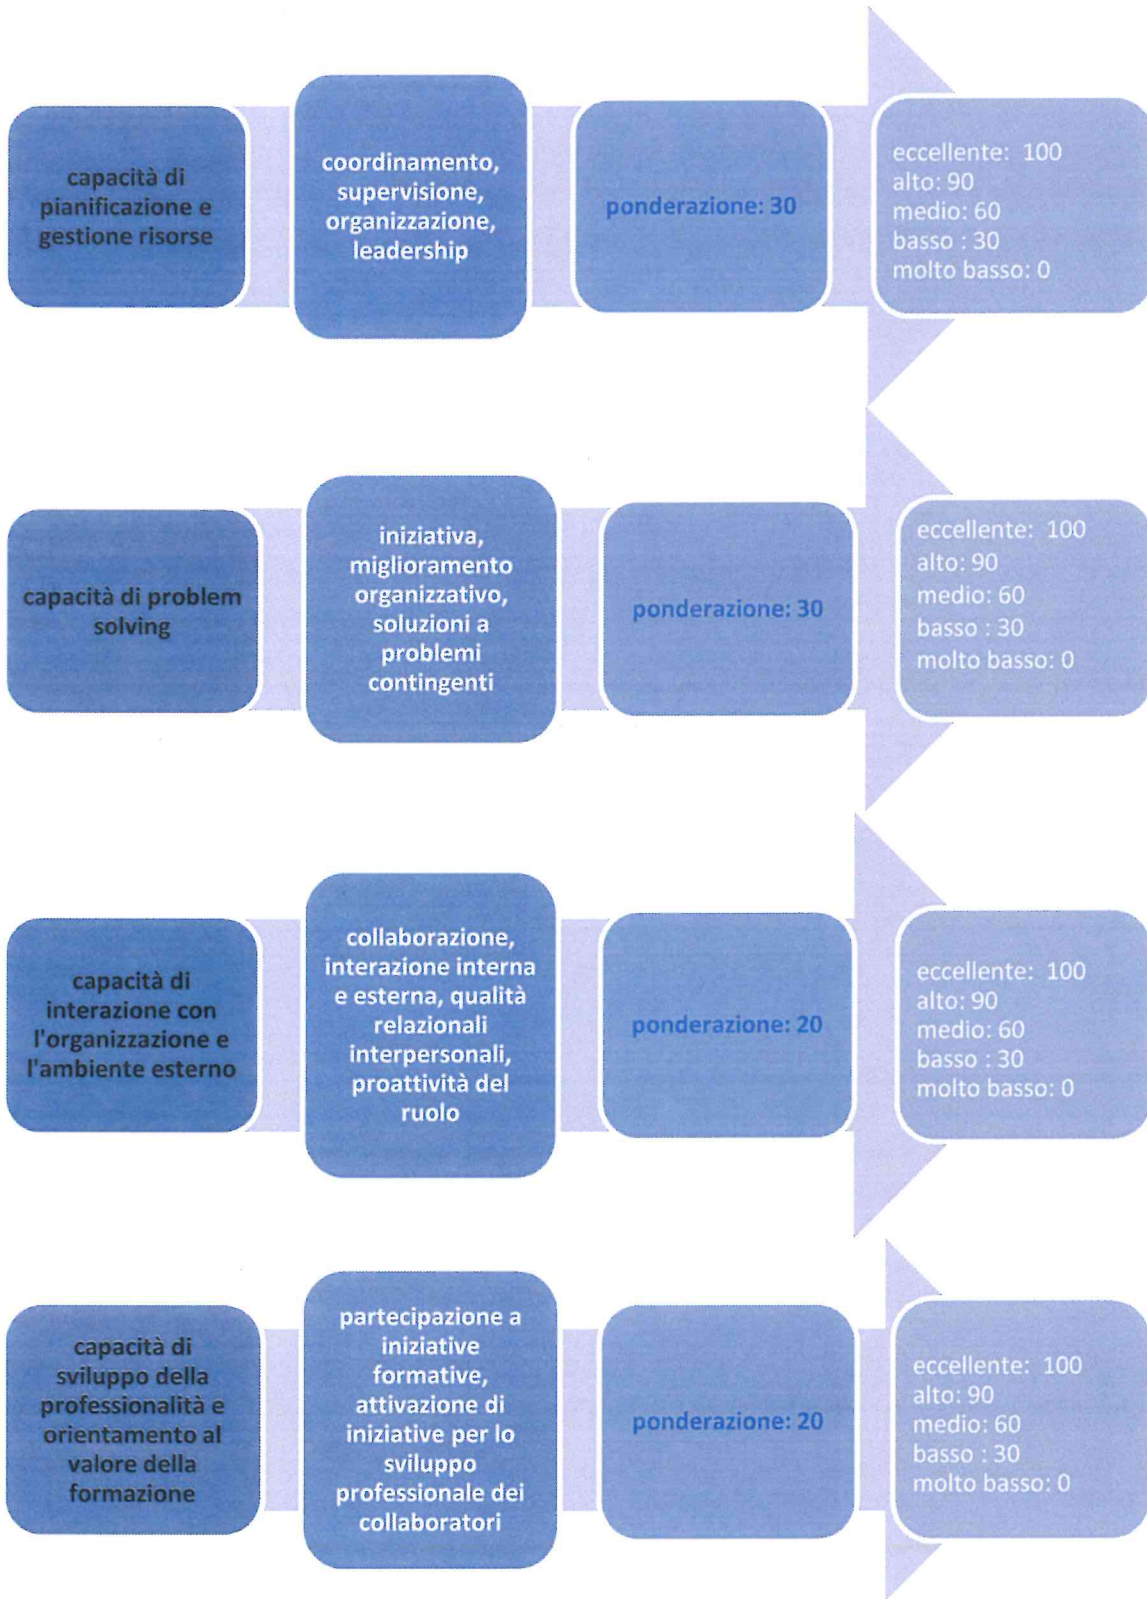 capacità di
pianificazione e
gestione risorse
coordinamento,
supervisione,
organizzazione,
leadership
ponderazione: 30
eccellente: 100
alto: 90
medio: 60
basso : 30
molto basso: 0
capacità di problem
solving
iniziativa,
miglioramento
organizzativo,
soluzioni a
problemi
contingenti
ponderazione: 30
eccellente: 100
alto: 90
medio: 60
basso : 30
molto basso: 0
capacità di
interazione con
l'organizzazione e
l'ambiente esterno
collaborazione,
interazione interna
e esterna, qualità
relazionali
interpersonali,
proattività del
ruolo
ponderazione: 20
eccellente: 100
alto: 90
medio: 60
basso : 30
molto basso: 0
capacità di
sviluppo della
professionalità e
orientamento al
valore della
formazione
partecipazione a
iniziative
formative,
attivazione di
iniziative per lo
sviluppo
professionale dei
collaboratori
ponderazione: 20
eccellente: 100
alto: 90
medio: 60
basso : 30
molto basso: 0